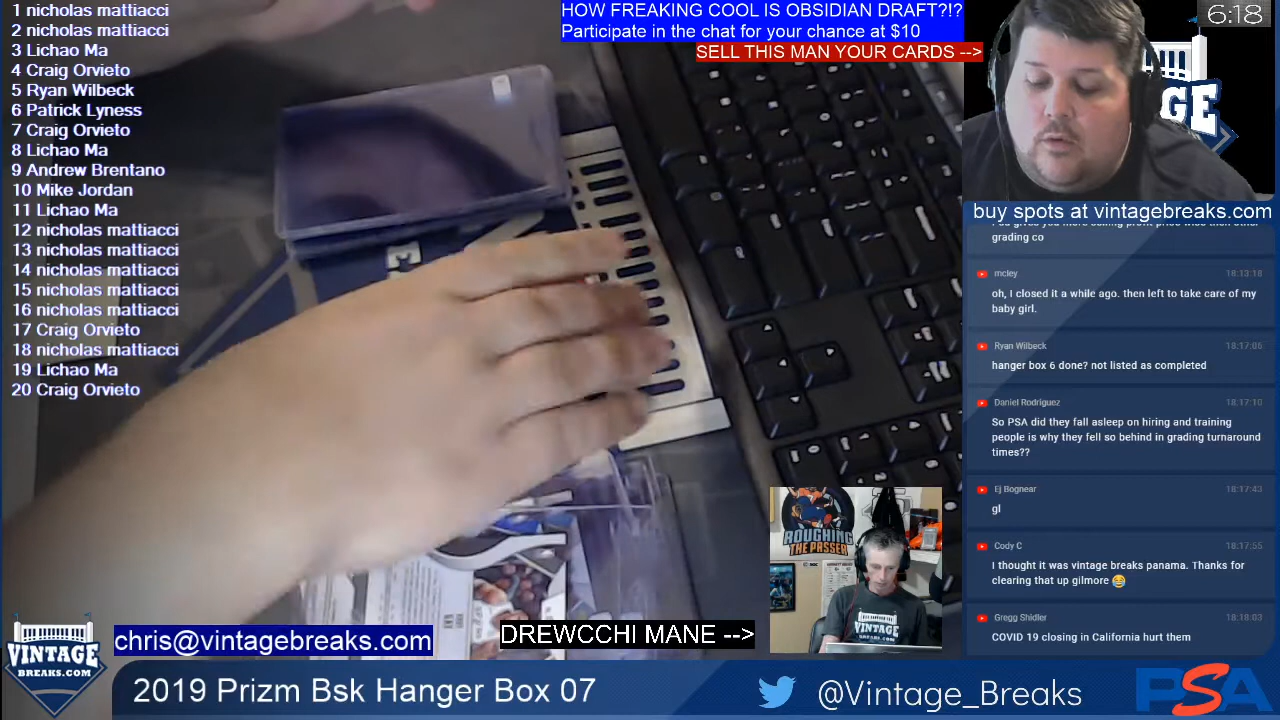 1 nicholas mattiacci
2 nicholas mattiacci
3 Lichao Ma
4 Craig Orvieto
5 Ryan Wilbeck
6 Patrick Lyness
7 Craig Orvieto
8 Lichao Ma
9 Andrew Brentano
10 Mike Jordan
11 Lichao Ma
12 nicholas mattiacci
13 nicholas mattiacci
14 nicholas mattiacci
15 nicholas mattiacci
16 nicholas mattiacci
17 Craig Orvieto
18 nicholas mattiacci
19 Lichao Ma
20 Craig Orvieto
HOW FREAKING COOL IS OBSIDIAN DRAFT?!?
Participate in the chat for your chance at $10
SELL THIS MAN YOUR CARDS -->
6:18
buy spots at vintagebreaks.com
grading co
mcley 18:13:18
oh, I closed it a while ago. then left to take care of my
baby girl.
Ryan Wilbeck 18:17:06
hanger box 6 done? not listed as completed
Daniel Rodriguez 18:17:10
So PSA did they fall asleep on hiring and training
people is why they fell so behind in grading turnaround
times??
Ej Bognear 18:17:43
gl
Cody C 18:17:55
I thought it was vintage breaks panama. Thanks for
clearing that up gilmore 😂
Gregg Shidler 18:18:03
COVID 19 closing in California hurt them
ROUGHING
THE PASSER
VINTAGE
BREAKS.COM
chris@vintagebreaks.com
DREWCCHI MANE -->
VINTAGE
BREAKS.COM
2019 Prizm Bsk Hanger Box 07
@Vintage_Breaks
PSA